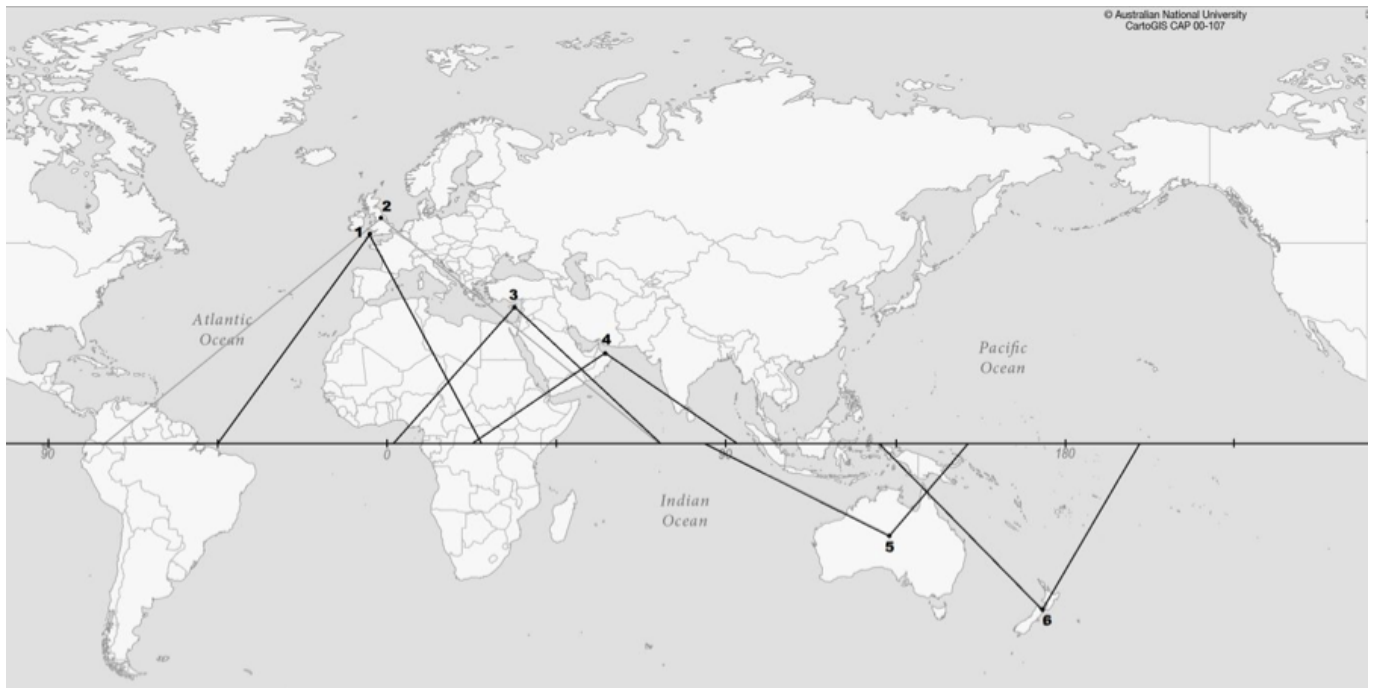 © Australian National University
CartoGIS CAP 00-107
2
1
3
Atlantic
Ocean
4
Pacific
Ocean
90
0
90
180
Indian
Ocean
5
6